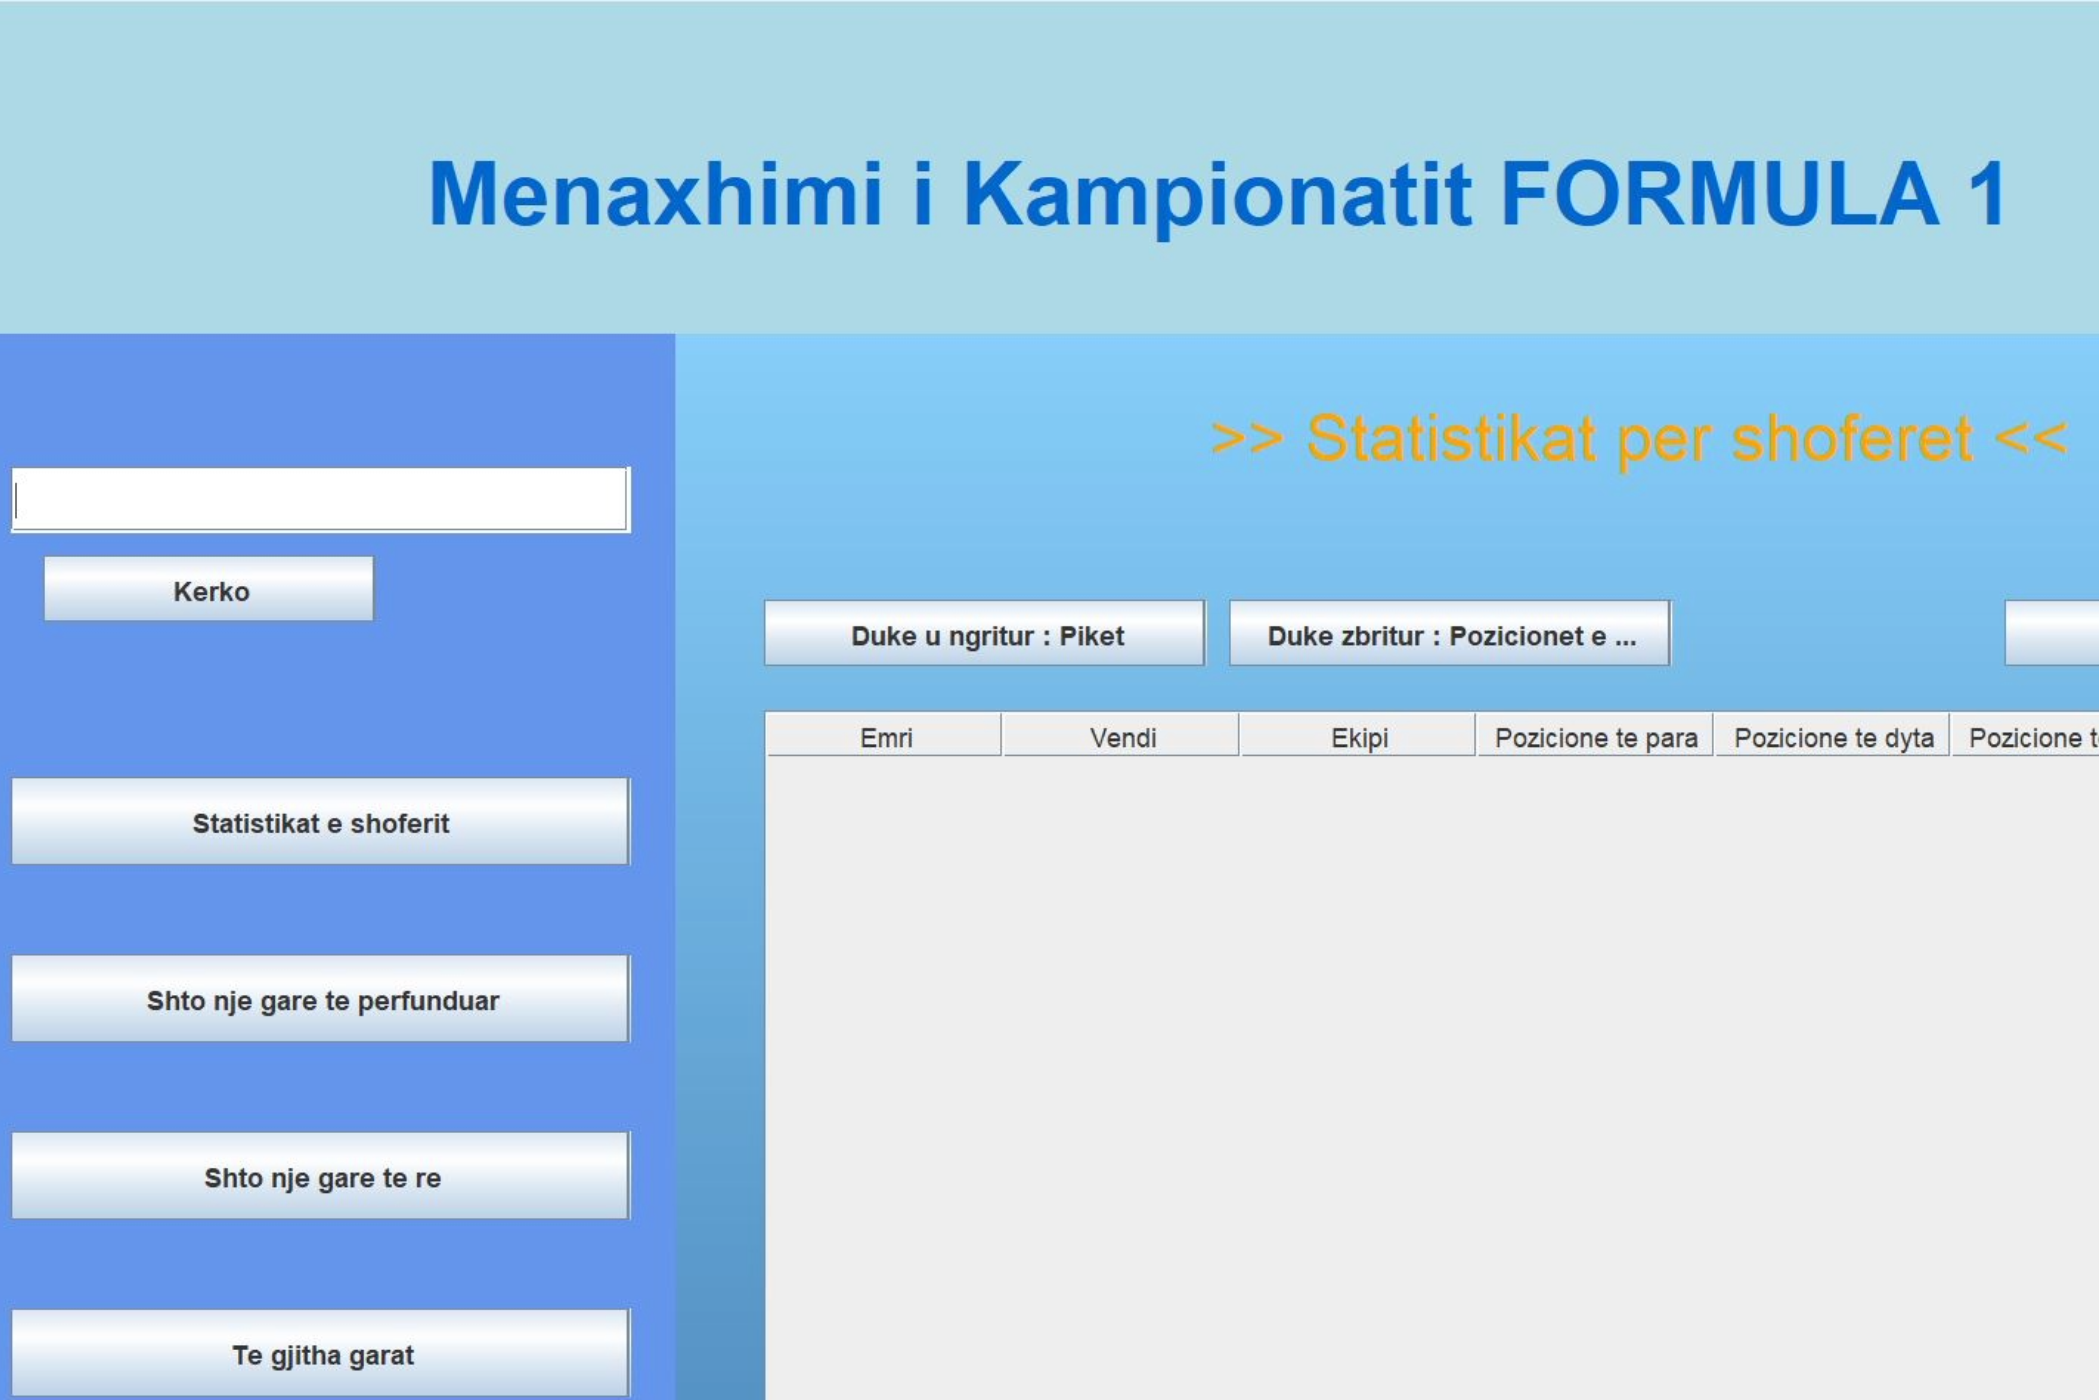 Menaxhimi i Kampionatit FORMULA 1
>> Statistikat per shoferet <<
Kerko
Duke u ngritur : Piket
Duke zbritur : Pozicionet e ...
Emri
Vendi
Ekipi
Pozicione te para
Pozicione te dyta
Pozicione
Statistikat e shoferit
Shto nje gare te perfunduar
Shto nje gare te re
Te gjitha garat